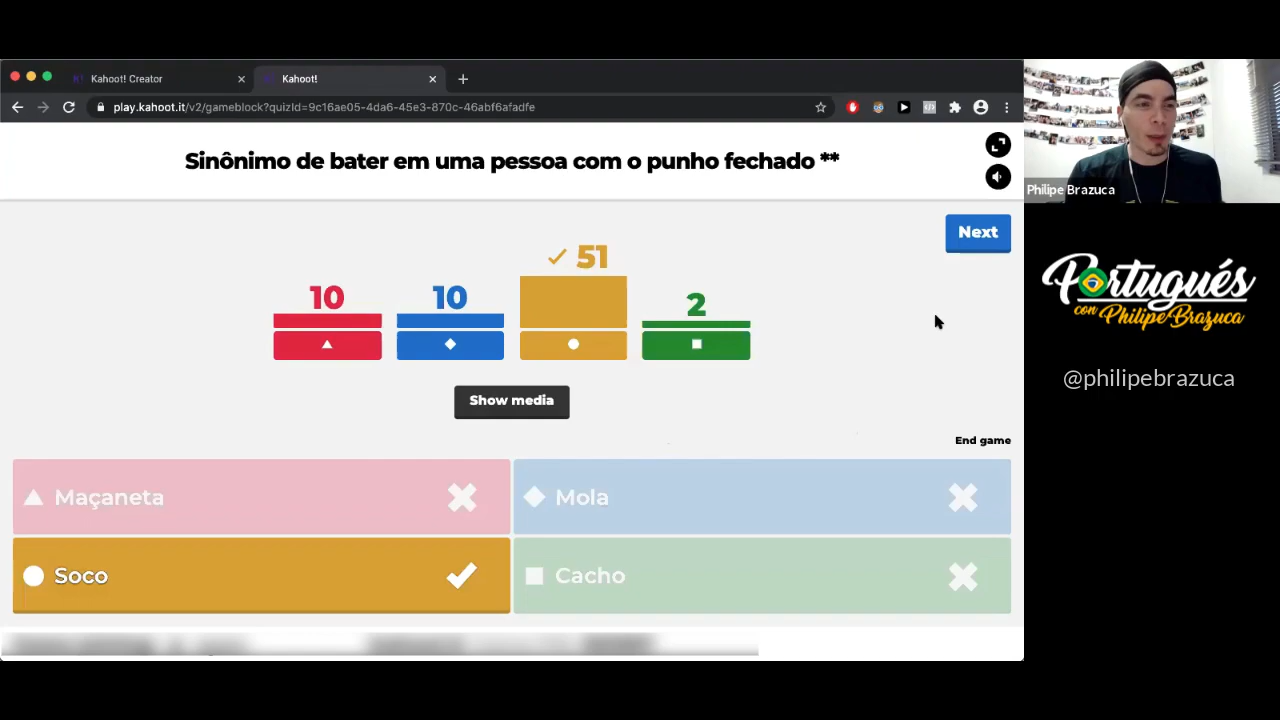 Kahoot! Creator
Kahoot!
play.kahoot.it/v2/gameblock?quizId=9c16ae05-4da6-45e3-870c-46abf6afadfe
Sinônimo de bater em uma pessoa com o punho fechado **
Philipe Brazuca
Next
10
10
51
2
Show media
End game
Maçaneta
Mola
Soco
Cacho
Portugués
con Philipe Brazuca
@philipebrazuca